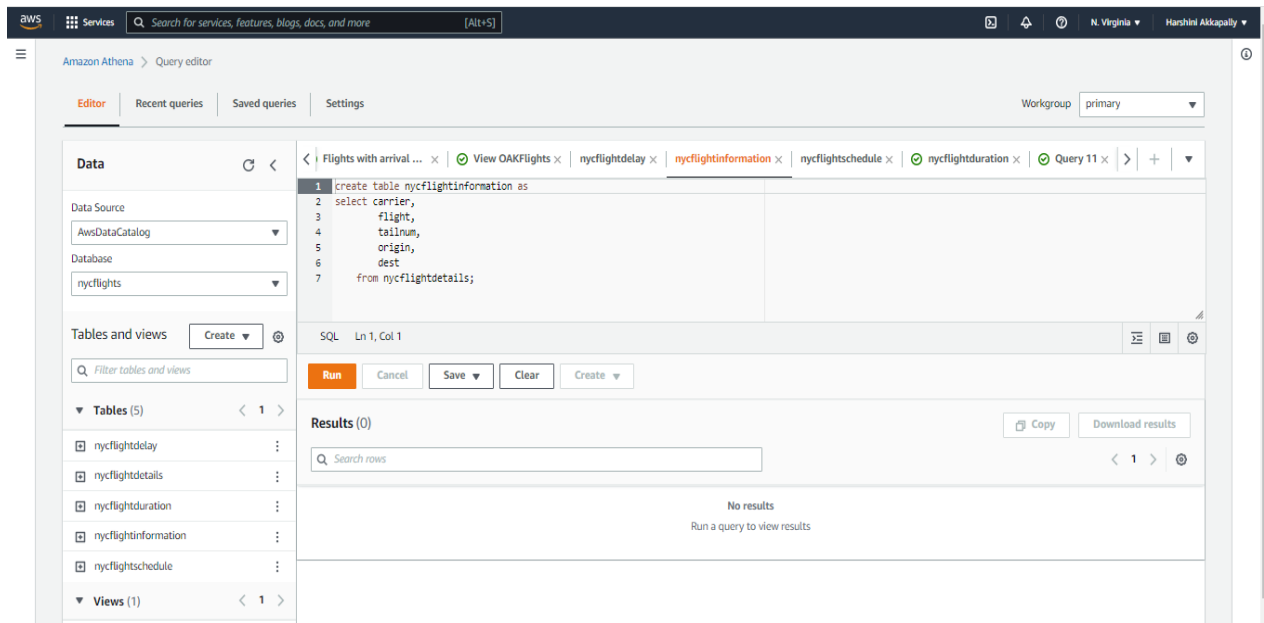 aws Services Search for services, features, blogs, docs, and more [Alt+S] N. Virginia ▼ Harshini Akkapally ▼
Amazon Athena > Query editor
Editor Recent queries Saved queries Settings Workgroup primary
Data
Data Source
AwsDataCatalog
Database
nycflights
Tables and views Create ▼
Filter tables and views
Tables (5) < 1 >
nycflightdelay
nycflightdetails
nycflightduration
nycflightinformation
nycflightschedule
Views (1) < 1 >
Flights with arrival ... × View OAKFlights × nycflightdelay × nycflightinformation × nycflightschedule × nycflightduration × Query 11 ×
1 create table nycflightinformation as
2 select carrier,
3 flight,
4 tailnum,
5 origin,
6 dest
7 from nycflightdetails;
SQL Ln 1, Col 1
Run Cancel Save ▼ Clear Create ▼
Results (0) Copy Download results
Search rows < 1 >
No results
Run a query to view results